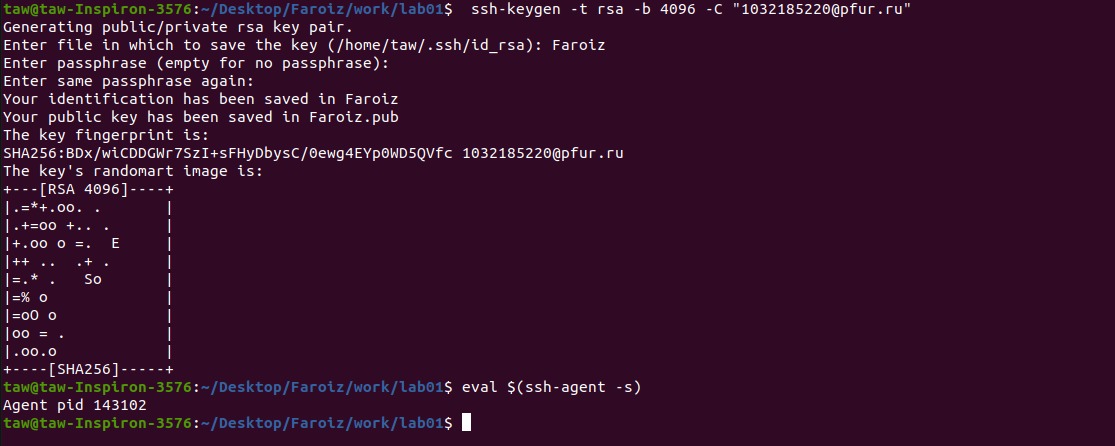 taw@taw-Inspiron-3576:~/Desktop/Faroiz/work/lab01$  ssh-keygen -t rsa -b 4096 -C "1032185220@pfur.ru"
Generating public/private rsa key pair.
Enter file in which to save the key (/home/taw/.ssh/id_rsa): Faroiz
Enter passphrase (empty for no passphrase):
Enter same passphrase again:
Your identification has been saved in Faroiz
Your public key has been saved in Faroiz.pub
The key fingerprint is:
SHA256:BDx/wiCDDGWr7SzI+sFHyDbysC/0ewg4EYp0WD5QVfc 1032185220@pfur.ru
The key's randomart image is:
+---[RSA 4096]----+
|.=*+.oo. .       |
|.+=oo +.. .      |
|+.oo o =.  E     |
|++ ..  .+ .      |
|=.* .   So       |
|=% o             |
|=oO o            |
|oo = .           |
|.oo.o            |
+----[SHA256]-----+
taw@taw-Inspiron-3576:~/Desktop/Faroiz/work/lab01$ eval $(ssh-agent -s)
Agent pid 143102
taw@taw-Inspiron-3576:~/Desktop/Faroiz/work/lab01$